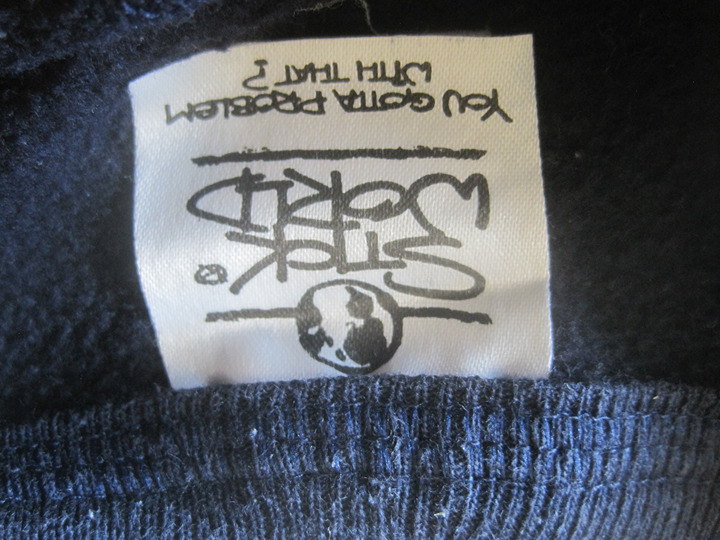 STICK
WORLD ®
YOU GOTTA PROBLEM
WITH THAT?